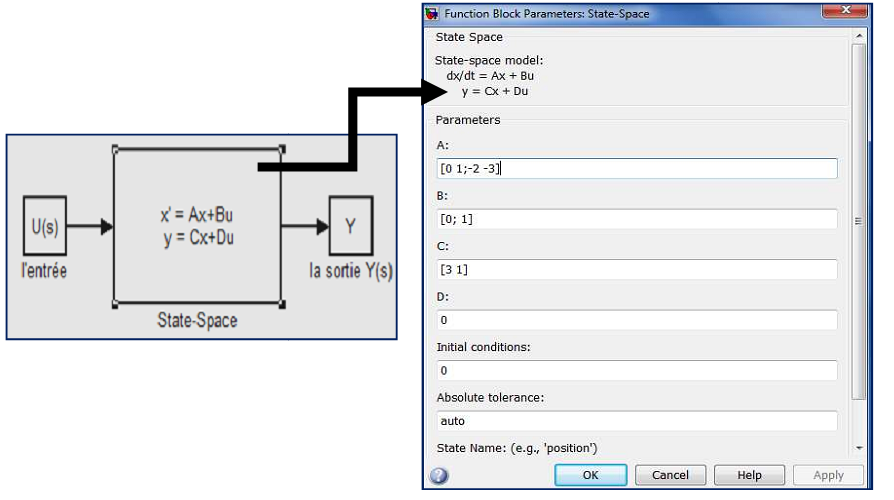 U(s)
l'entrée
x' = Ax+Bu
y = Cx+Du
State-Space
Y
la sortie Y(s)
Function Block Parameters: State-Space
State Space
State-space model:
dx/dt = Ax + Bu
y = Cx + Du
Parameters
A:
[0 1;-2 -3]
B:
[0; 1]
C:
[3 1]
D:
0
Initial conditions:
0
Absolute tolerance:
auto
State Name: (e.g., 'position')
? OK Cancel Help Apply